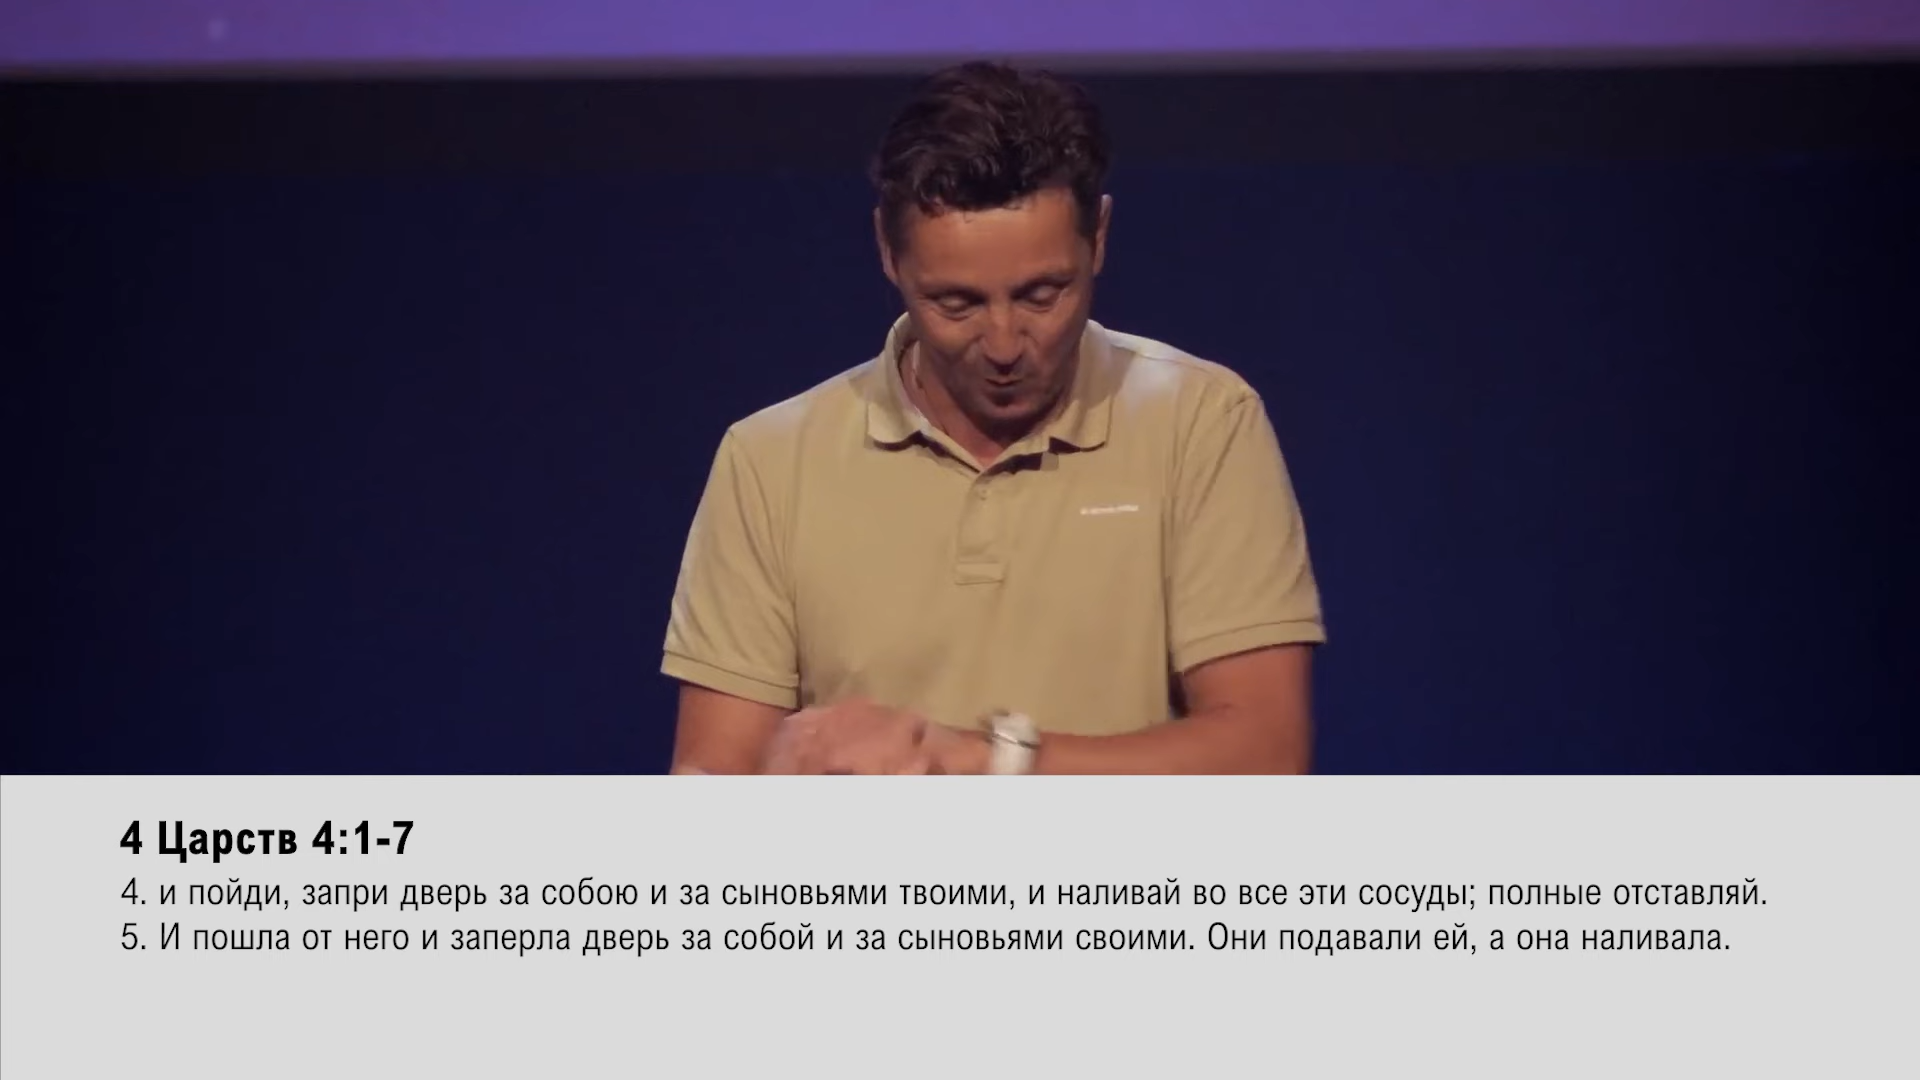 4 Царств 4:1-7
4. и пойди, запри дверь за собою и за сыновьями твоими, и наливай во все эти сосуды; полные отставляй.
5. И пошла от него и заперла дверь за собой и за сыновьями своими. Они подавали ей, а она наливала.